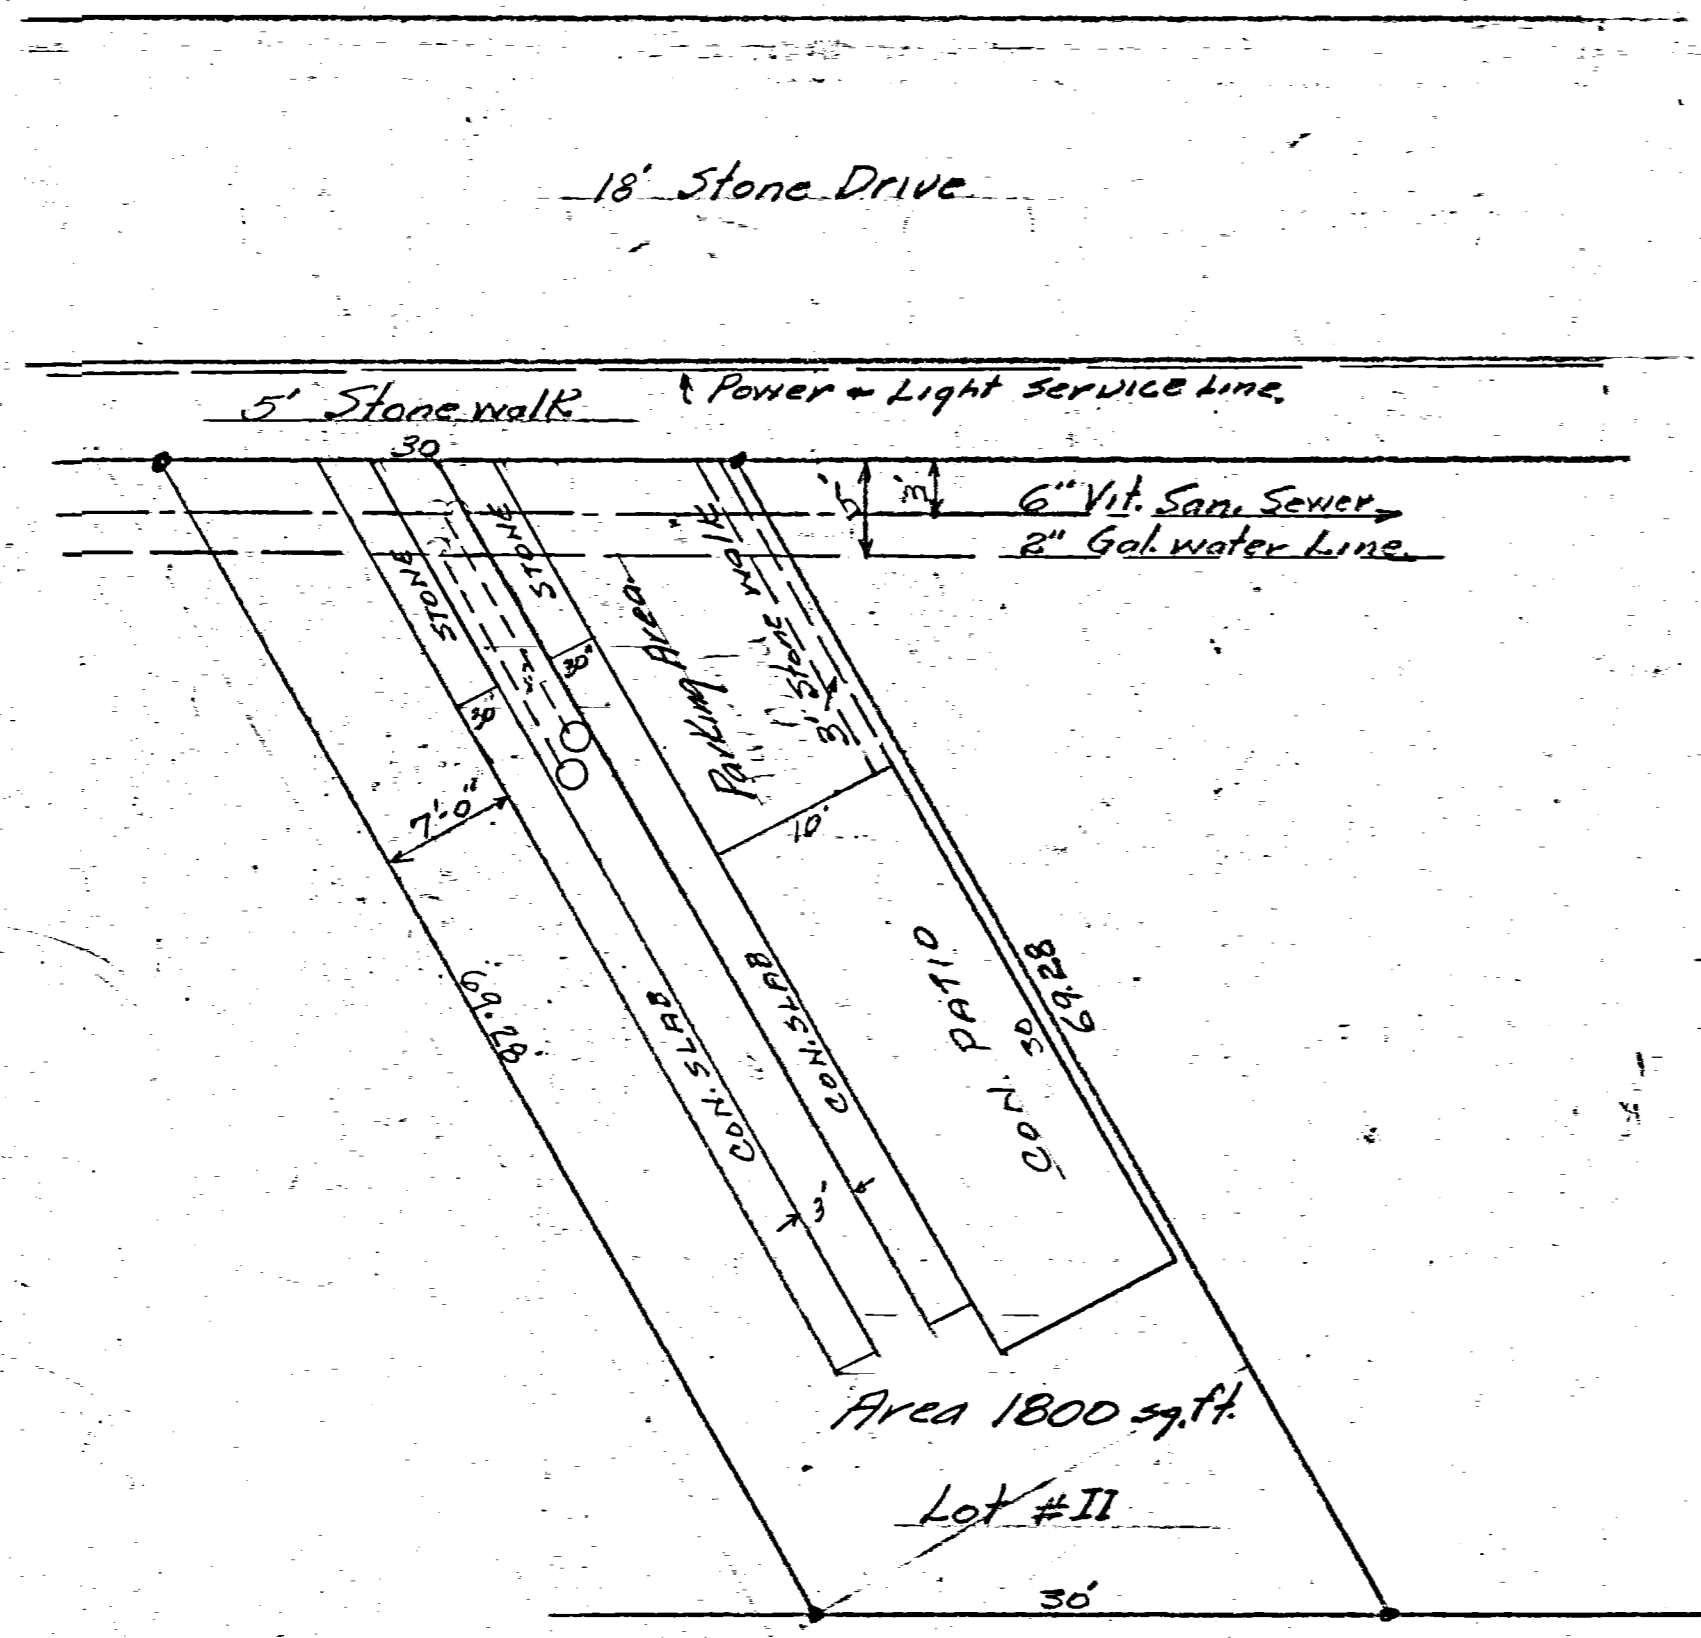 18' Stone Drive
Power & Light service Line.
5' Stone walk
30
5'
3'
6" Vit. San. Sewer
2" Gal. water Line.
STONE
STONE
Parking Area
3' Stone walk
30"
30"
7'-0"
10'
69.28'
CON. SLAB
CON. SLAB
CON. PATIO
30
69.28
3'
Area 1800 sq. ft.
Lot #II
30'